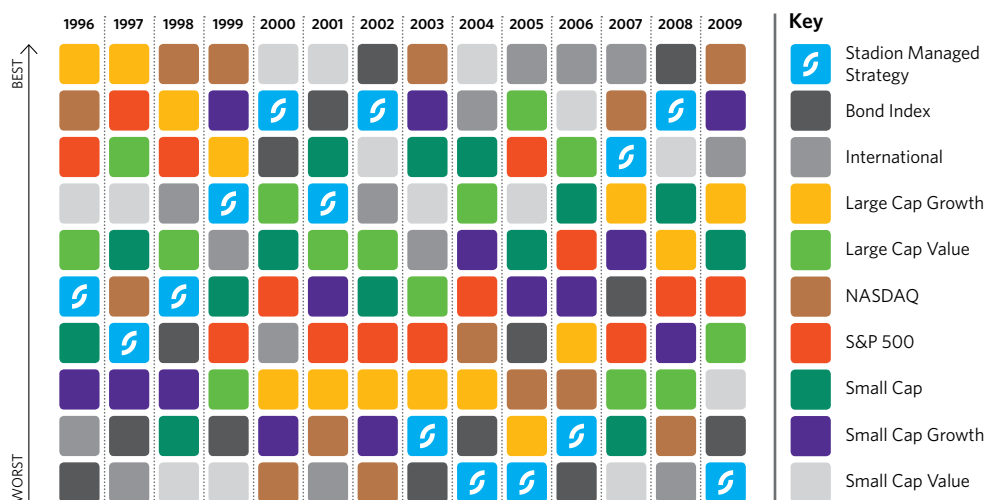 1996 1997 1998 1999 2000 2001 2002 2003 2004 2005 2006 2007 2008 2009
BEST
WORST
Key
Stadion Managed
Strategy
Bond Index
International
Large Cap Growth
Large Cap Value
NASDAQ
S&P 500
Small Cap
Small Cap Growth
Small Cap Value